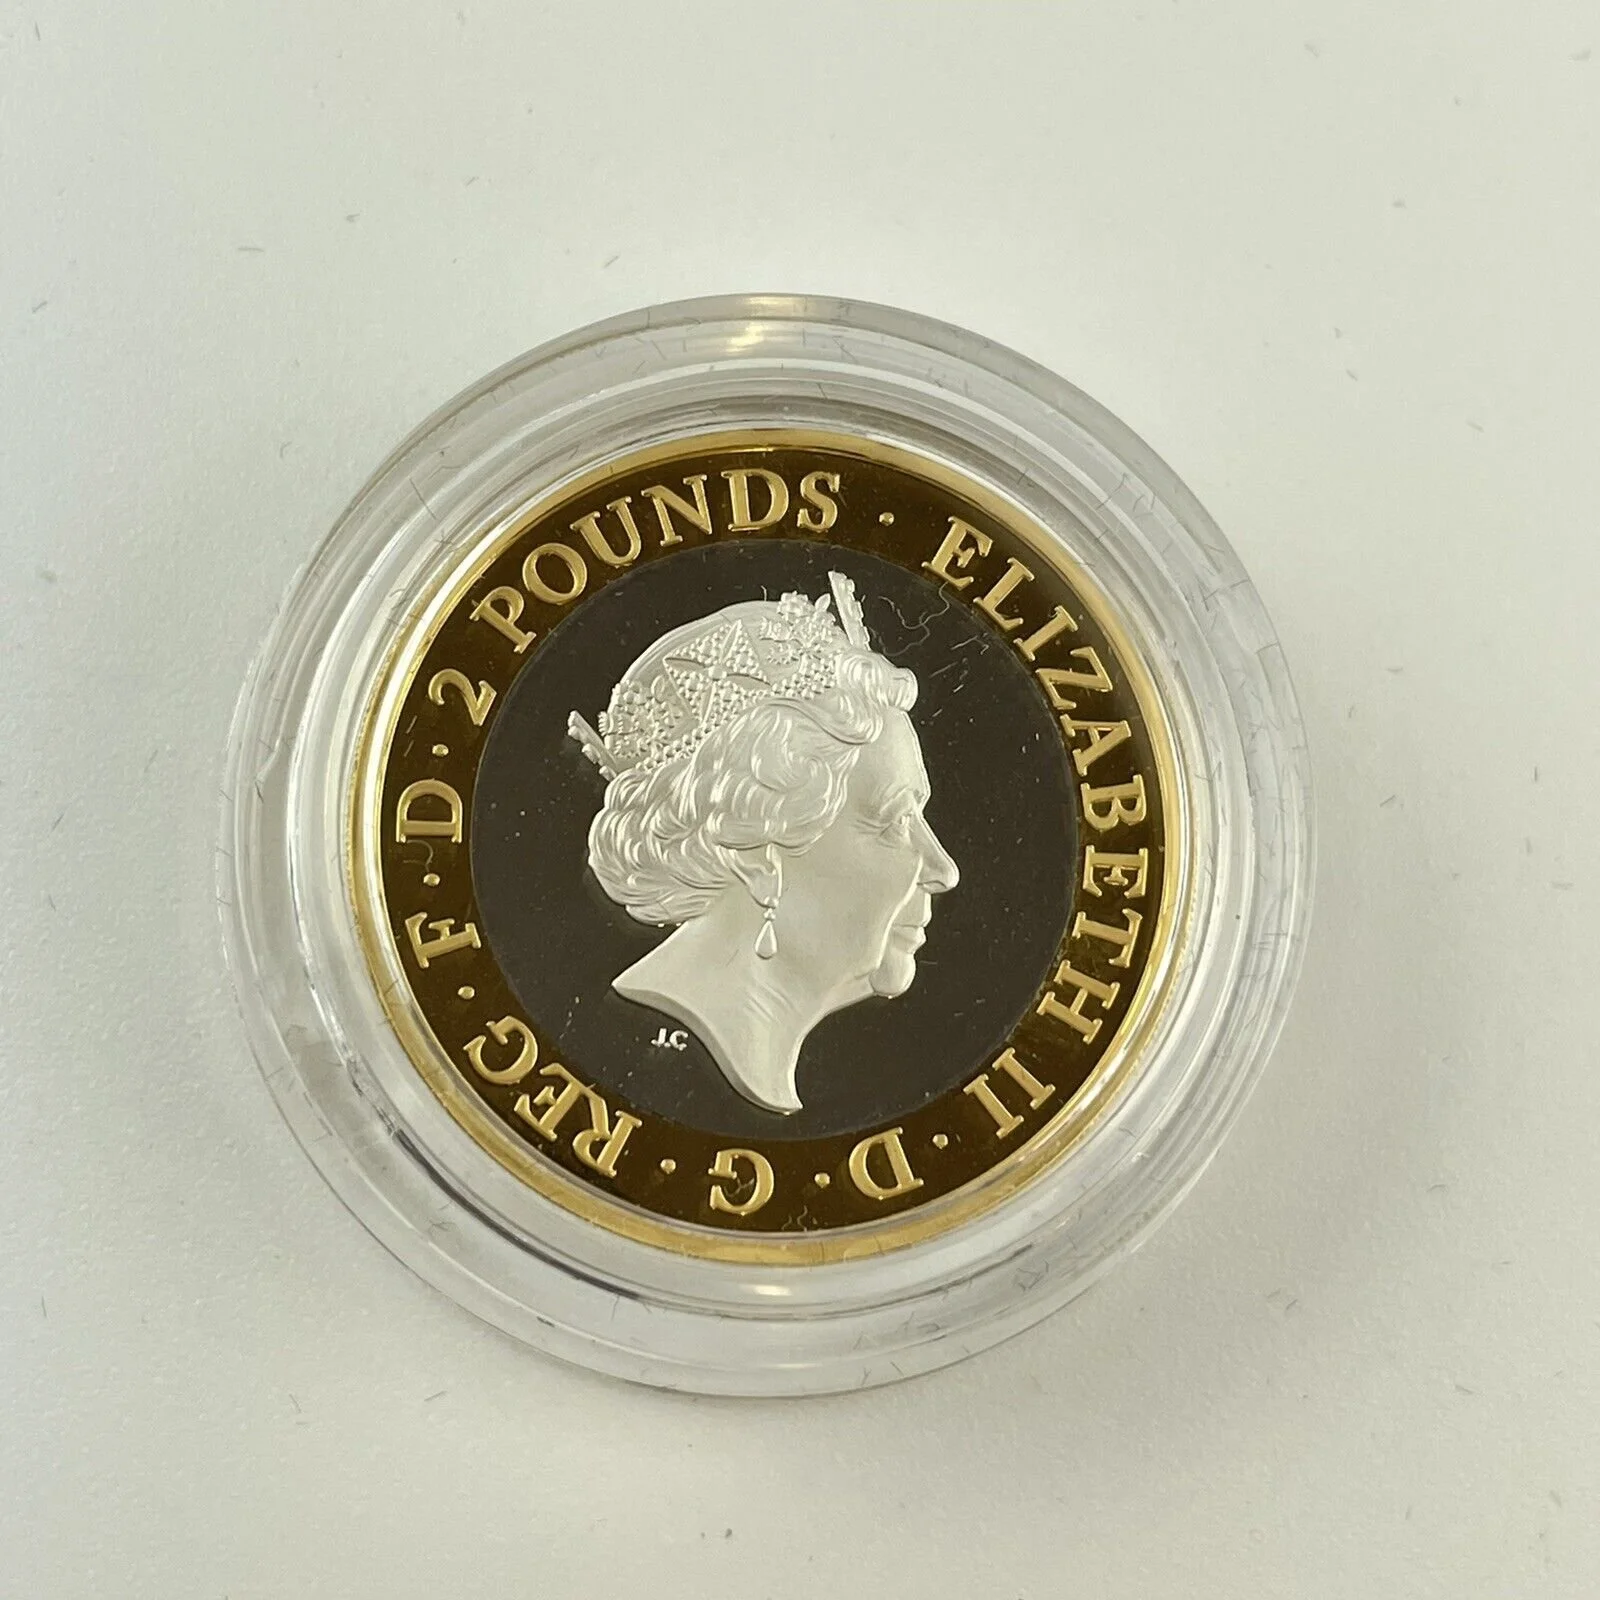 ELIZABETH II · D · G · REG · F · D · 2 POUNDS ·
J.C